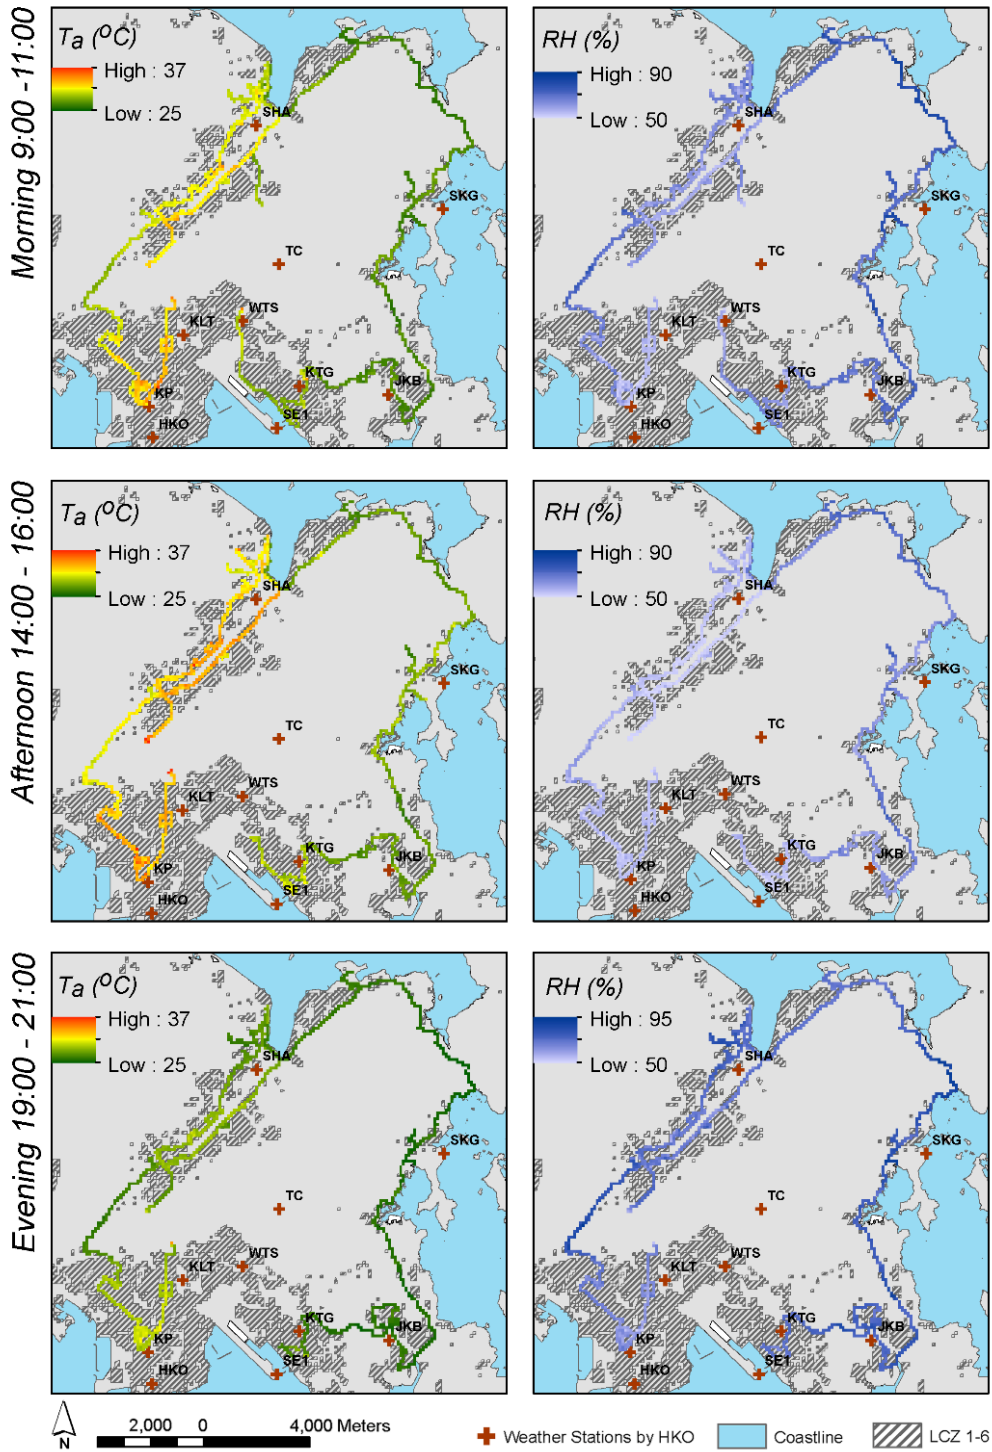 Morning 9:00 -11:00
Ta (°C)
High : 37
Low : 25
SHA
SKG
TC
WTS
KLT
KTG
JKB
KP
SE1
HKO
RH (%)
High : 90
Low : 50
SHA
SKG
TC
WTS
KLT
KTG
JKB
KP
SE1
HKO
Afternoon 14:00 - 16:00
Ta (°C)
High : 37
Low : 25
SHA
SKG
TC
WTS
KLT
KTG
JKB
KP
SE1
HKO
RH (%)
High : 90
Low : 50
SHA
SKG
TC
WTS
KLT
KTG
JKB
KP
SE1
HKO
Evening 19:00 - 21:00
Ta (°C)
High : 37
Low : 25
SHA
SKG
TC
WTS
KLT
KTG
JKB
KP
SE1
HKO
RH (%)
High : 95
Low : 50
SHA
SKG
TC
WTS
KLT
KTG
JKB
KP
SE1
HKO
N
2,000 0 4,000 Meters
Weather Stations by HKO
Coastline
LCZ 1-6